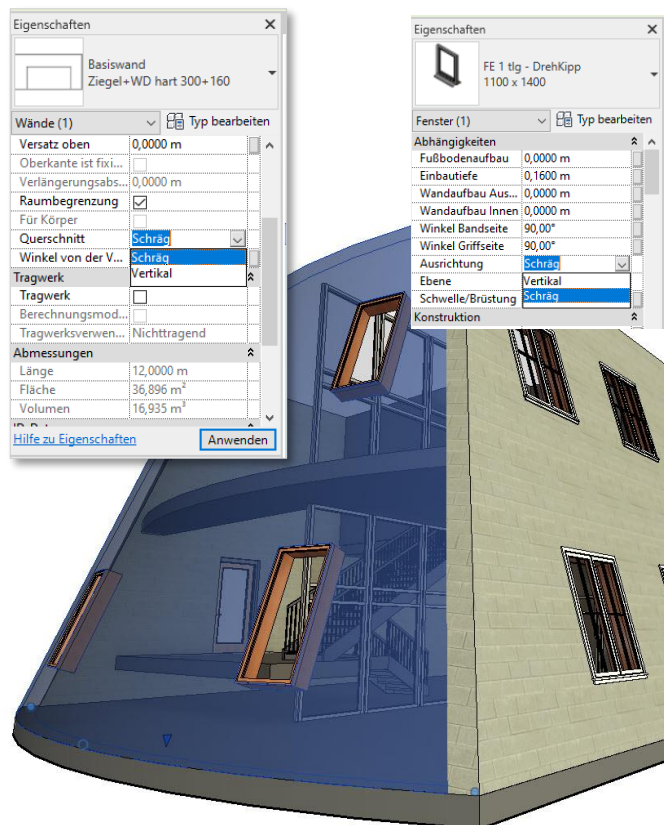 Eigenschaften
Basiswand
Ziegel+WD hart 300+160
Wände (1)
Typ bearbeiten
Versatz oben 0,0000 m
Oberkante ist fixi...
Verlängerungsabs... 0,0000 m
Raumbegrenzung
Für Körper
Querschnitt Schräg
Winkel von der V... Schräg
Vertikal
Tragwerk
Tragwerk
Berechnungsmod...
Tragwerksverwen... Nichttragend
Abmessungen
Länge 12,0000 m
Fläche 36,896 m²
Volumen 16,935 m³
Hilfe zu Eigenschaften
Anwenden
Eigenschaften
FE 1 tlg - DrehKipp
1100 x 1400
Fenster (1)
Typ bearbeiten
Abhängigkeiten
Fußbodenaufbau 0,0000 m
Einbautiefe 0,1600 m
Wandaufbau Aus... 0,0000 m
Wandaufbau Innen 0,0000 m
Winkel Bandseite 90,00°
Winkel Griffseite 90,00°
Ausrichtung Schräg
Ebene Vertikal
Schwelle/Brüstung Schräg
Konstruktion